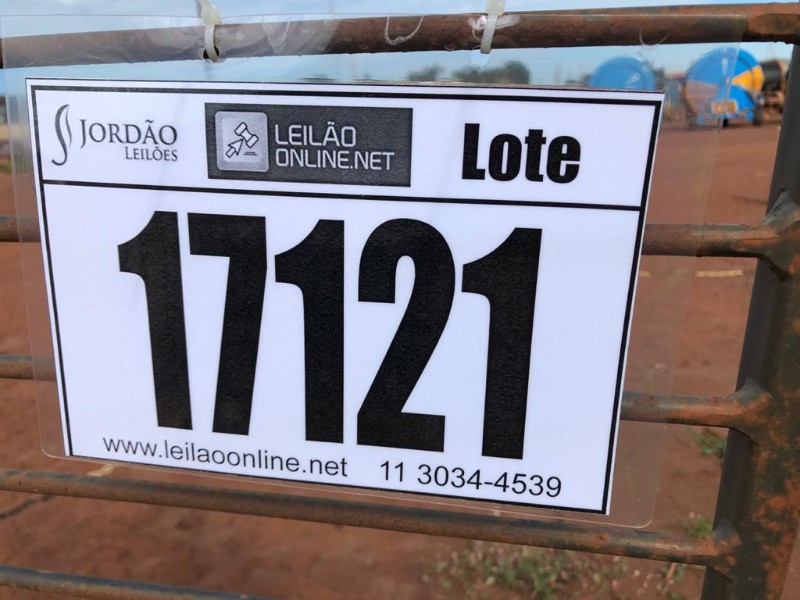 JORDÃO
LEILÕES
LEILÃO
ONLINE.NET
Lote
17121
www.leilaoonline.net 11 3034-4539